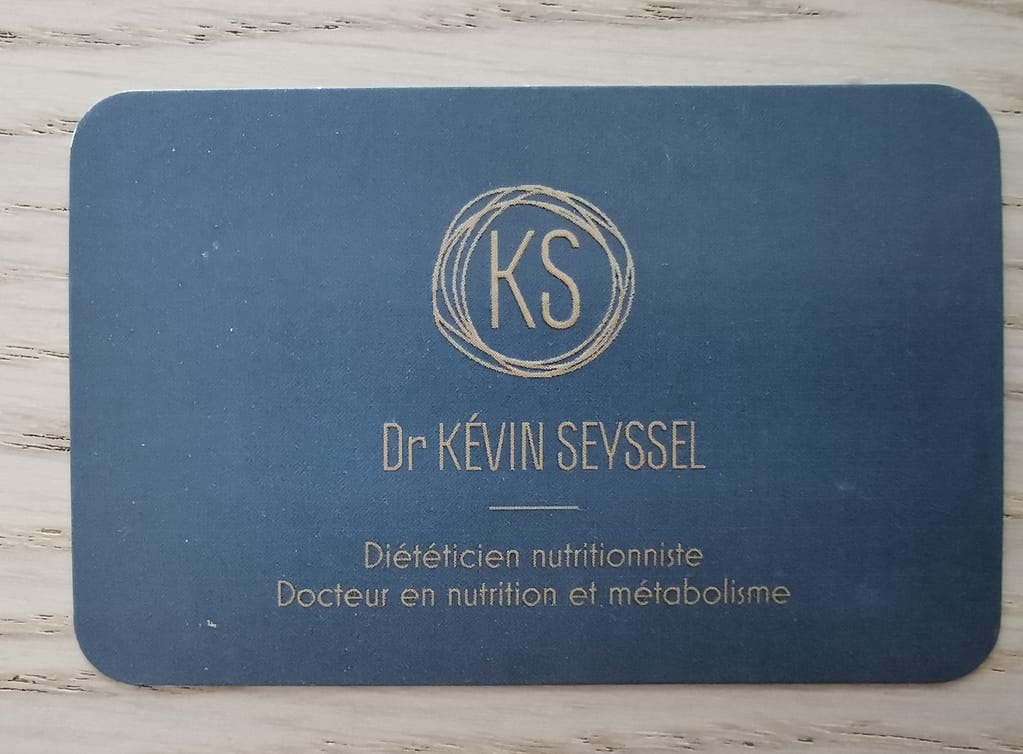 KS
Dr KÉVIN SEYSSEL
Diététicien nutritionniste
Docteur en nutrition et métabolisme